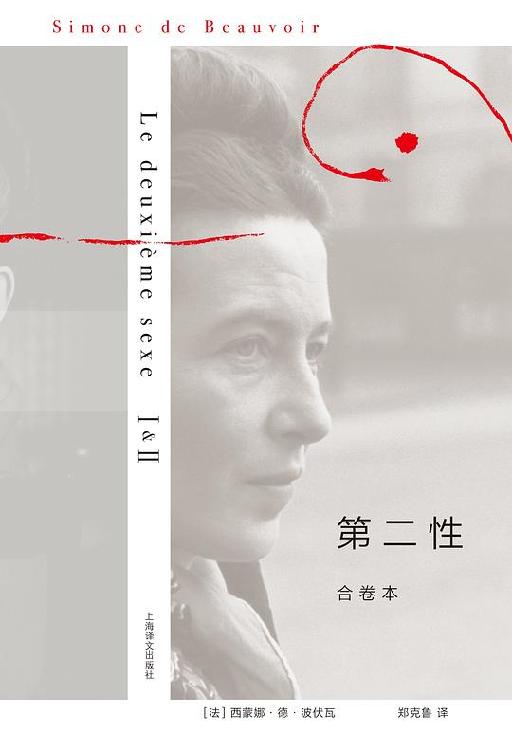 Simone de Beauvoir
Le deuxième sexe I & II
第二性
合卷本
上海译文出版社
[法] 西蒙娜·德·波伏瓦
郑克鲁 译